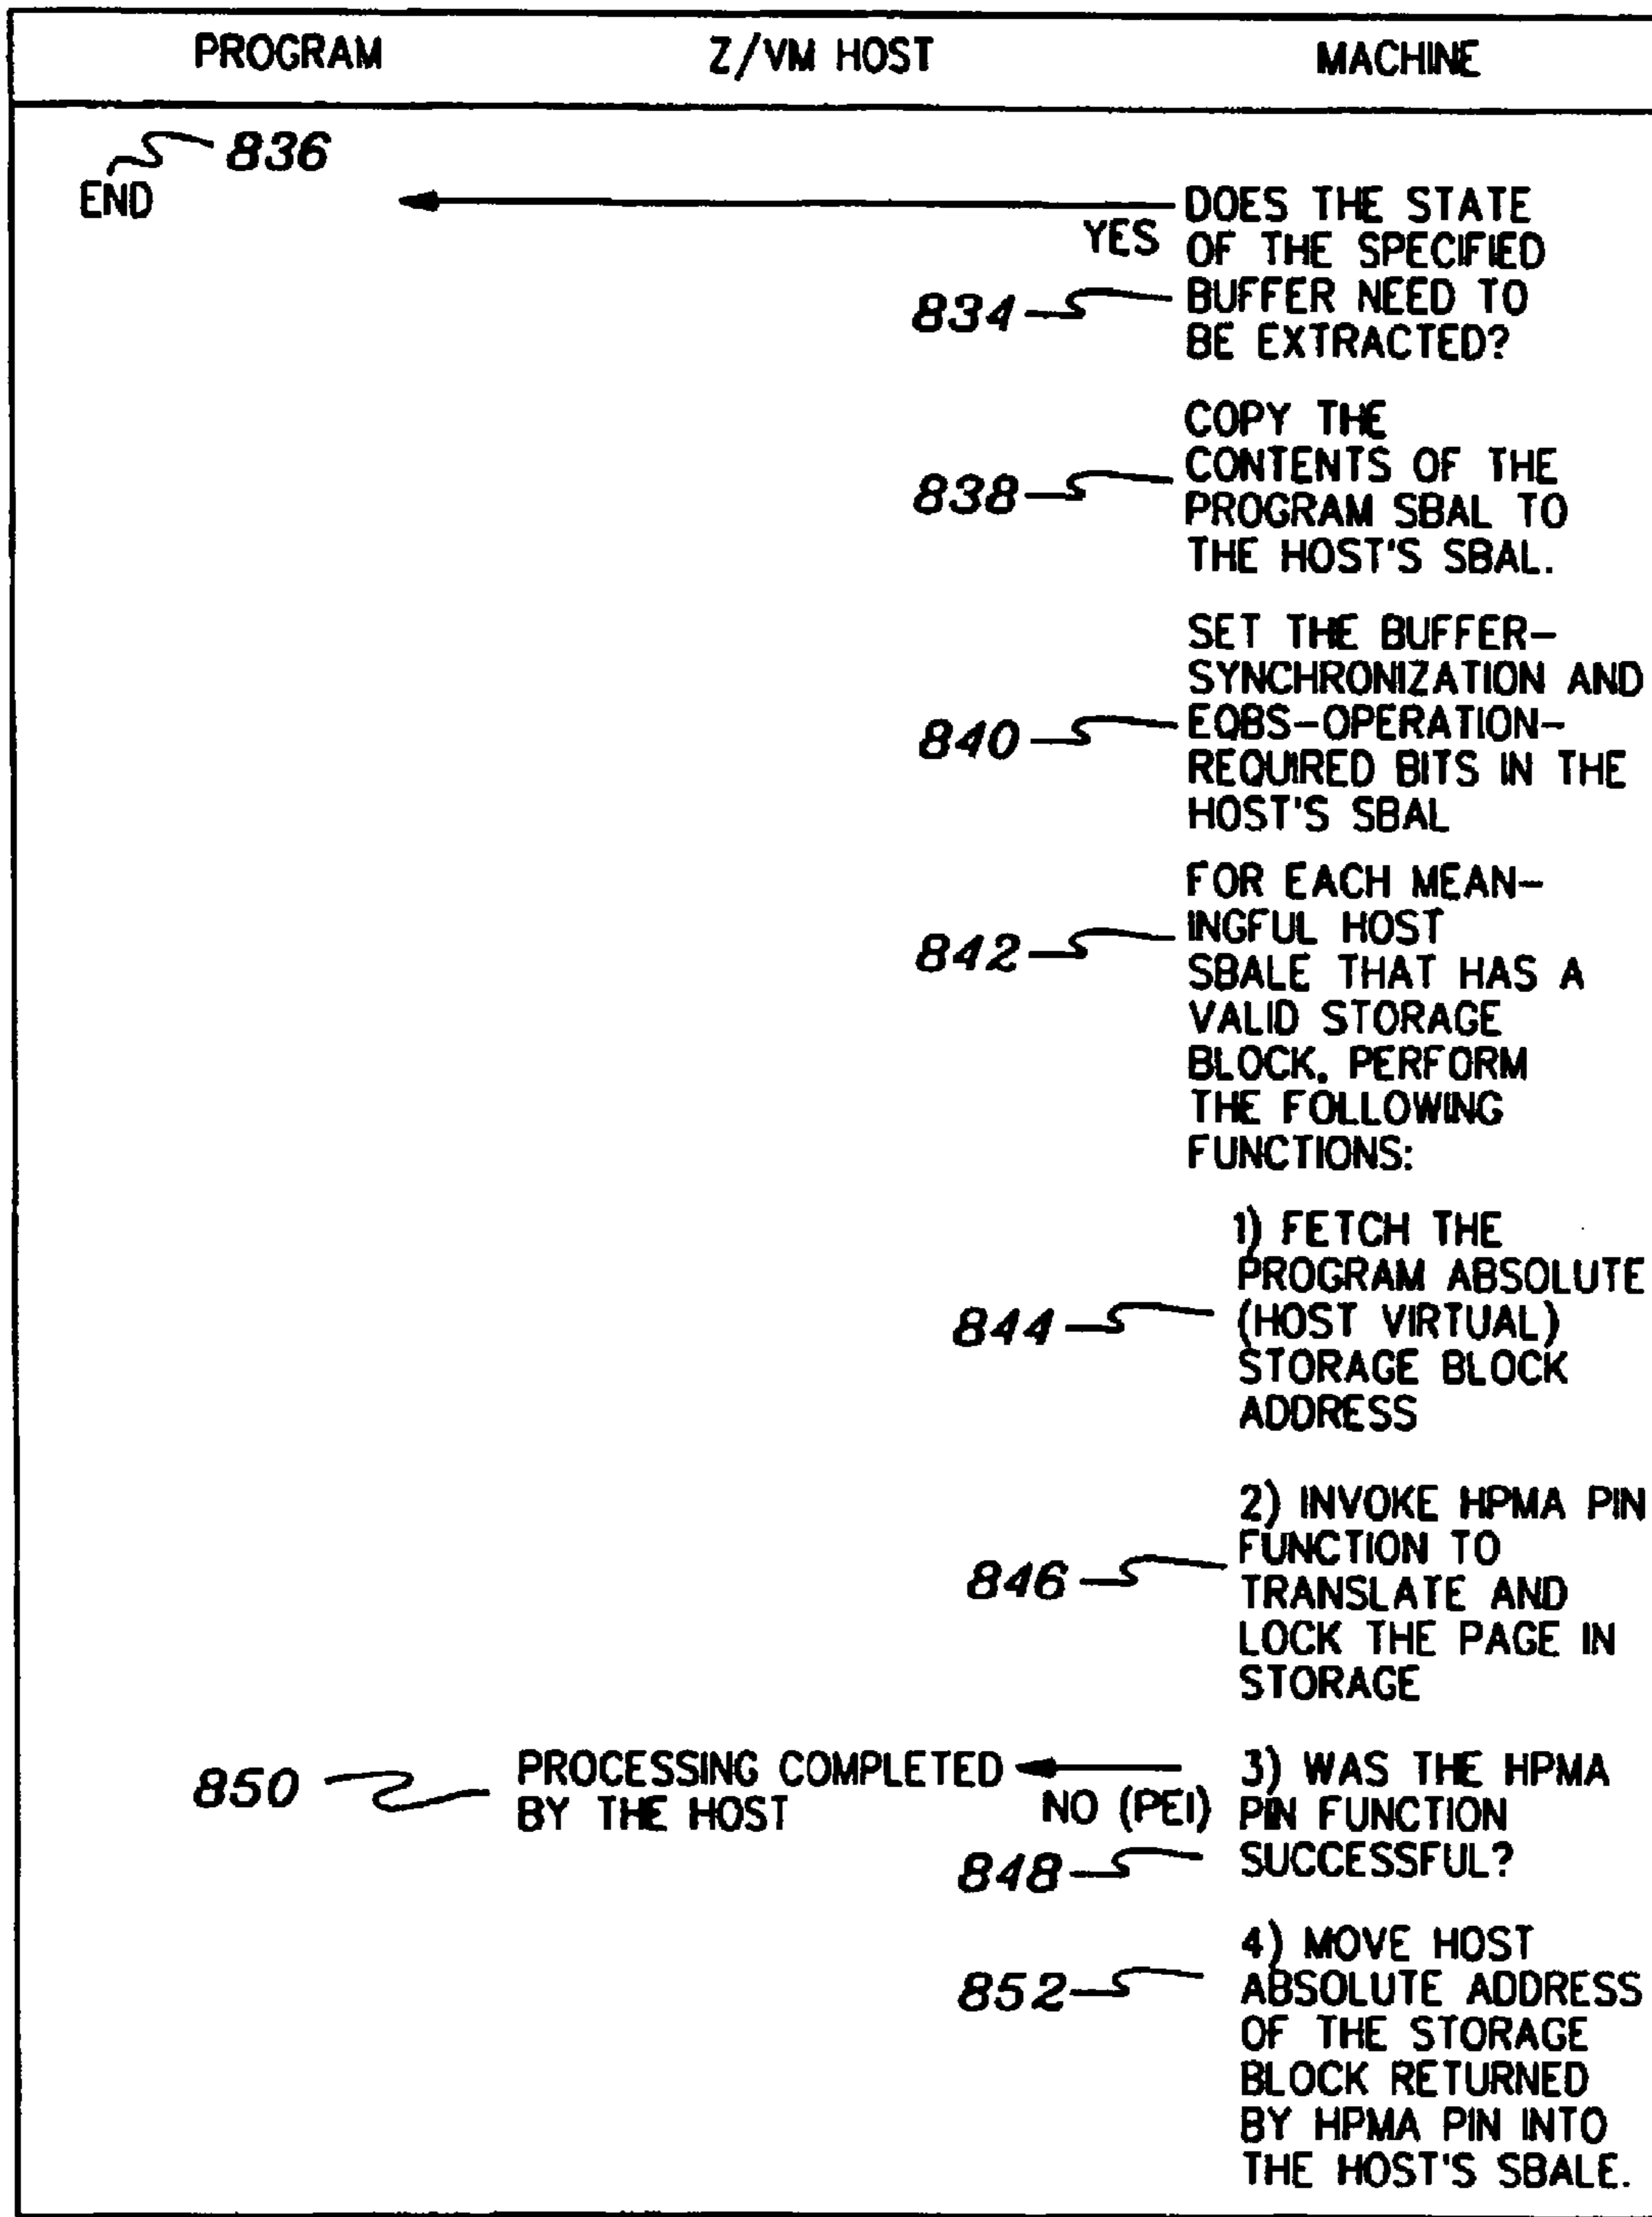 PROGRAM Z/VM HOST MACHINE
836
END
YES
DOES THE STATE
OF THE SPECIFIED
BUFFER NEED TO
BE EXTRACTED?
834
COPY THE
CONTENTS OF THE
PROGRAM SBAL TO
THE HOST'S SBAL.
838
SET THE BUFFER-
SYNCHRONIZATION AND
EQBS-OPERATION-
REQUIRED BITS IN THE
HOST'S SBAL
840
FOR EACH MEAN-
INGFUL HOST
SBALE THAT HAS A
VALID STORAGE
BLOCK, PERFORM
THE FOLLOWING
FUNCTIONS:
842
1) FETCH THE
PROGRAM ABSOLUTE
(HOST VIRTUAL)
STORAGE BLOCK
ADDRESS
844
2) INVOKE HPMA PIN
FUNCTION TO
TRANSLATE AND
LOCK THE PAGE IN
STORAGE
846
850
PROCESSING COMPLETED
BY THE HOST
NO (PEI)
3) WAS THE HPMA
PIN FUNCTION
SUCCESSFUL?
848
4) MOVE HOST
ABSOLUTE ADDRESS
OF THE STORAGE
BLOCK RETURNED
BY HPMA PIN INTO
THE HOST'S SBALE.
852